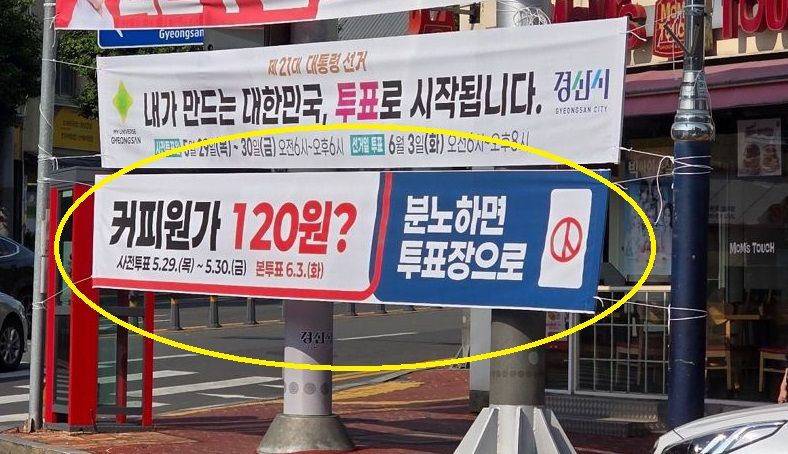 Gyeongsan
제21대 대통령 선거
내가 만드는 대한민국, 투표로 시작됩니다.
MY UNIVERSE
GYEONGSAN
경산시
GYEONGSAN CITY
사전투표 5월 29일(목) ~ 30일(금) 오전6시~오후6시 선거일 투표 6월 3일(화) 오전6시~오후8시
커피원가 120원?
사전투표 5.29.(목) ~ 5.30.(금) 본투표 6.3.(화)
분노하면
투표장으로
MOM'S TOUCH